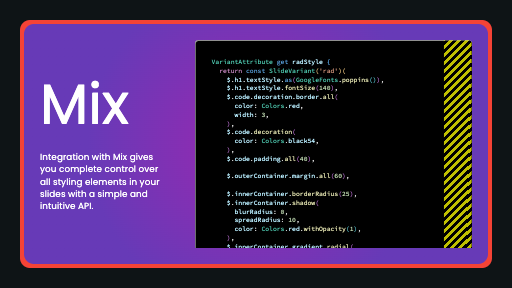 Mix
Integration with Mix gives
you complete control over
all styling elements in your
slides with a simple and
intuitive API.
VariantAttribute get radStyle {
return const SlideVariant('rad')(
$.h1.textStyle.as(GoogleFonts.poppins()),
$.h1.textStyle.fontSize(140),
$.code.decoration.border.all(
color: Colors.red,
width: 3,
),
$.code.decoration(
color: Colors.black54,
),
$.code.padding.all(40),
$.outerContainer.margin.all(60),
$.innerContainer.borderRadius(25),
$.innerContainer.shadow(
blurRadius: 0,
spreadRadius: 10,
color: Colors.red.withOpacity(1),
),
$.innerContainer.gradient.radial(